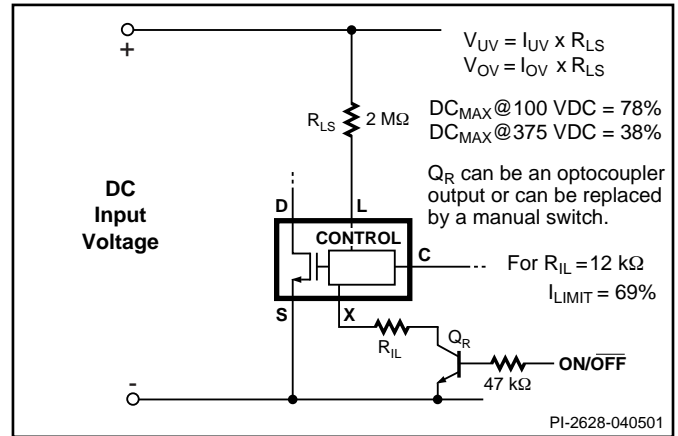 +
V_UV = I_UV x R_LS
V_OV = I_OV x R_LS
R_LS
2 MΩ
DC_MAX@100 VDC = 78%
DC_MAX@375 VDC = 38%
DC
Input
Voltage
Q_R can be an optocoupler
output or can be replaced
by a manual switch.
D
L
CONTROL
C
For R_IL = 12 kΩ
I_LIMIT = 69%
S
X
R_IL
Q_R
47 kΩ
ON/O̅F̅F̅
-
PI-2628-040501